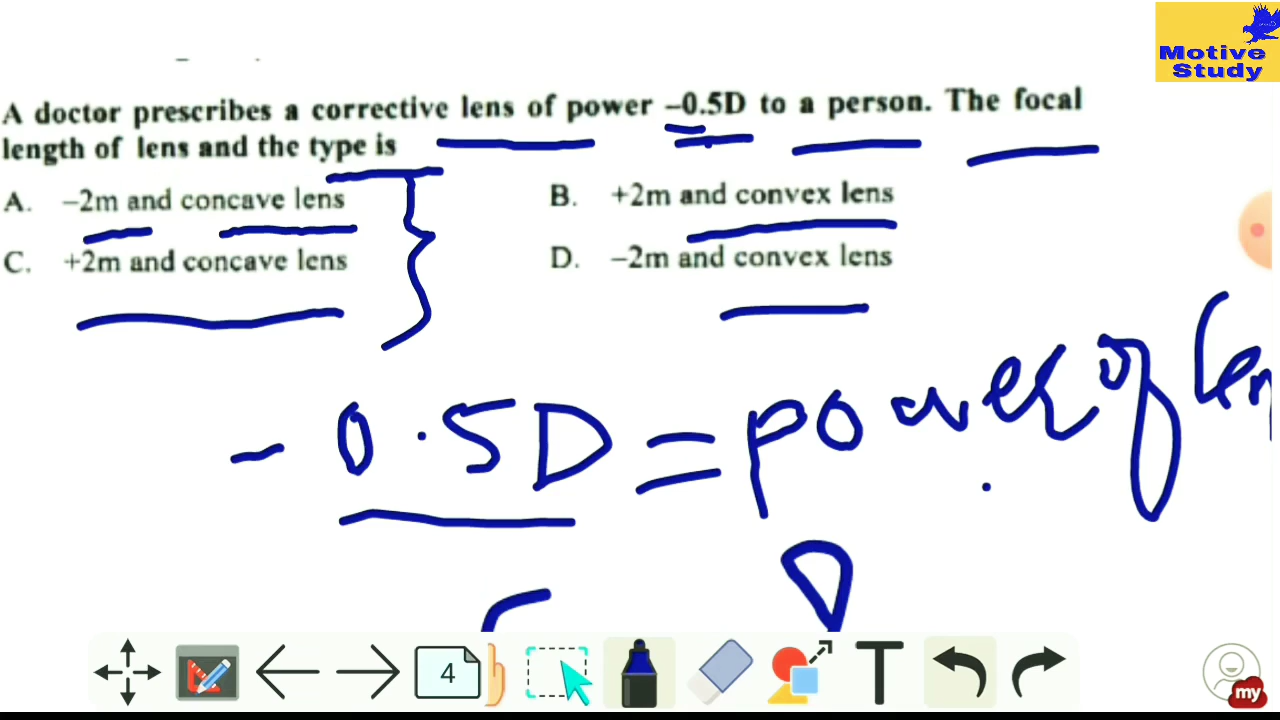 Motive
Study
A doctor prescribes a corrective lens of power –0.5D to a person. The focal
length of lens and the type is
A. –2m and concave lens
B. +2m and convex lens
C. +2m and concave lens
D. –2m and convex lens
- 0.5D = power of len
4
T
my